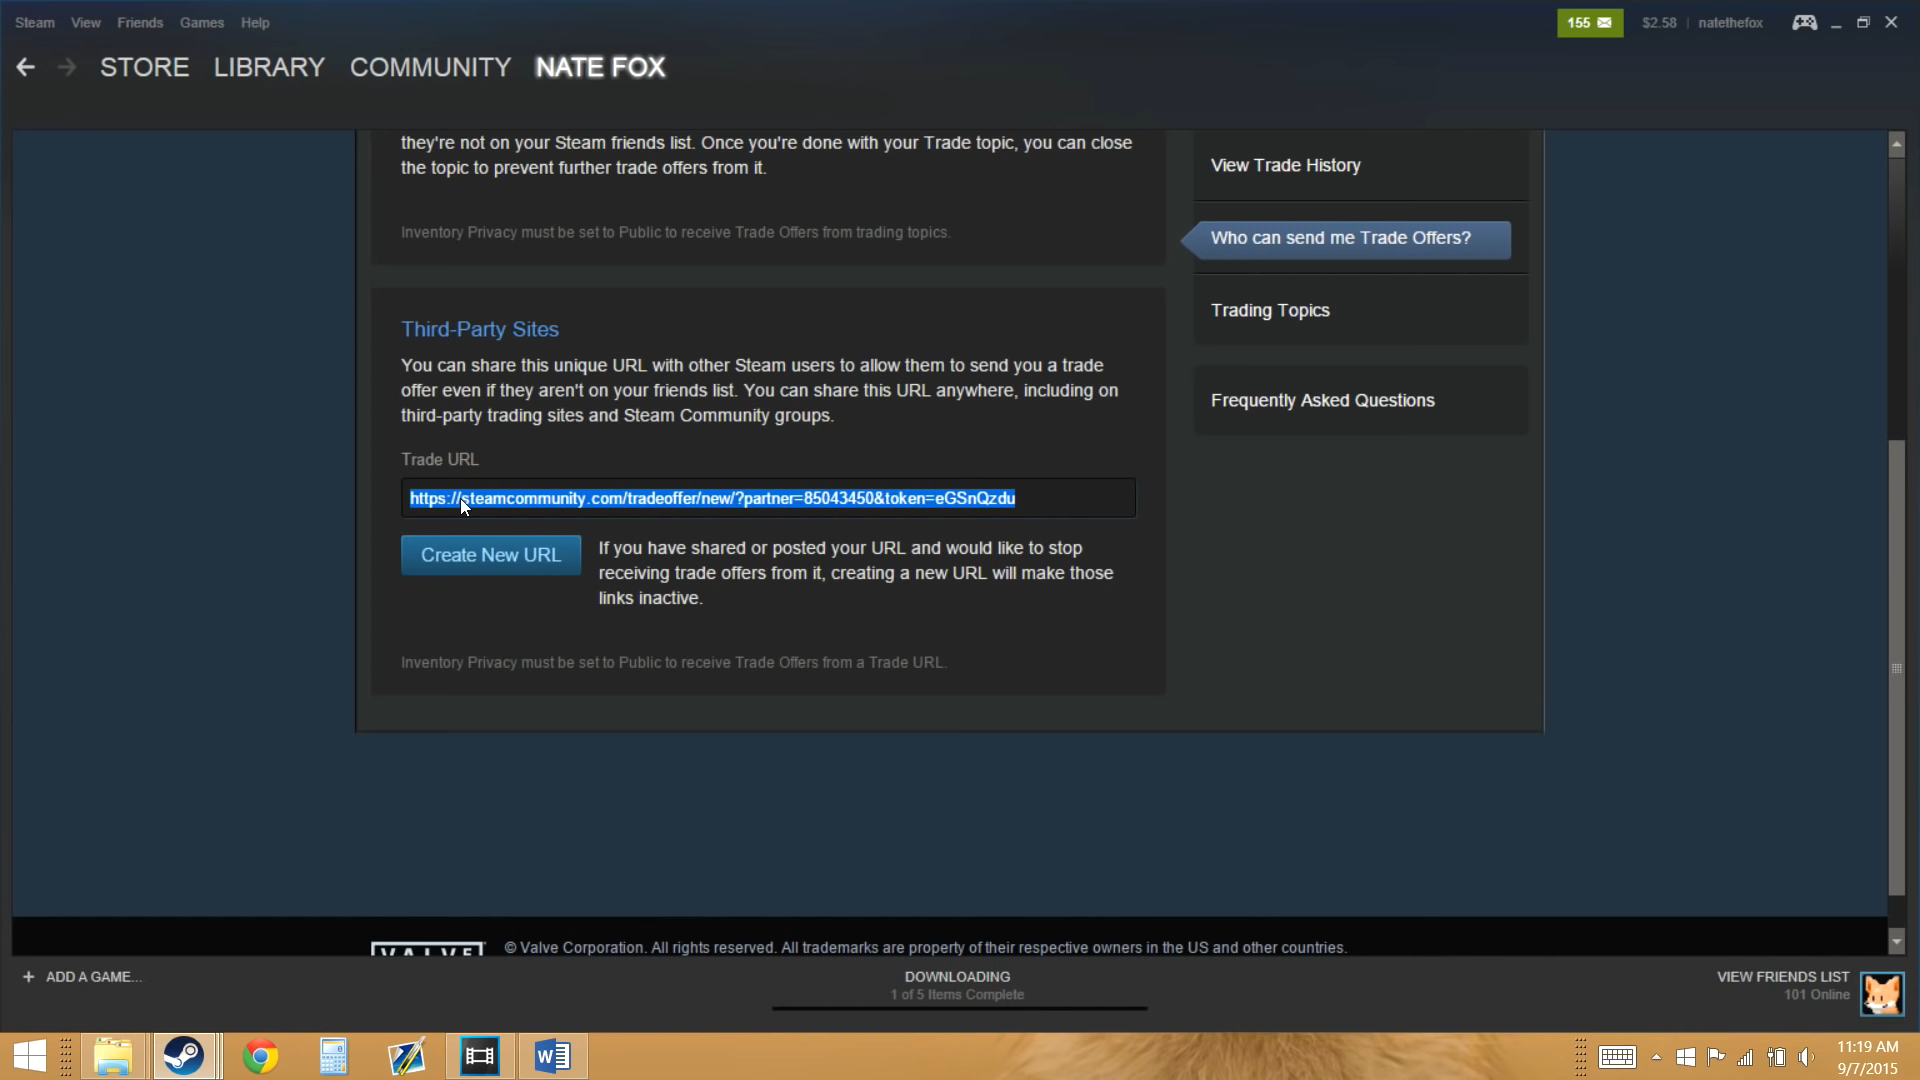 Steam View Friends Games Help
155 $2.58 | natethefox
STORE LIBRARY COMMUNITY NATE FOX
they're not on your Steam friends list. Once you're done with your Trade topic, you can close
the topic to prevent further trade offers from it.
Inventory Privacy must be set to Public to receive Trade Offers from trading topics.
View Trade History
Who can send me Trade Offers?
Trading Topics
Frequently Asked Questions
Third-Party Sites
You can share this unique URL with other Steam users to allow them to send you a trade
offer even if they aren't on your friends list. You can share this URL anywhere, including on
third-party trading sites and Steam Community groups.
Trade URL
https://steamcommunity.com/tradeoffer/new/?partner=85043450&token=eGSnQzdu
Create New URL
If you have shared or posted your URL and would like to stop
receiving trade offers from it, creating a new URL will make those
links inactive.
Inventory Privacy must be set to Public to receive Trade Offers from a Trade URL.
VALVE
© Valve Corporation. All rights reserved. All trademarks are property of their respective owners in the US and other countries.
+ ADD A GAME...
DOWNLOADING
1 of 5 Items Complete
VIEW FRIENDS LIST
101 Online
11:19 AM
9/7/2015